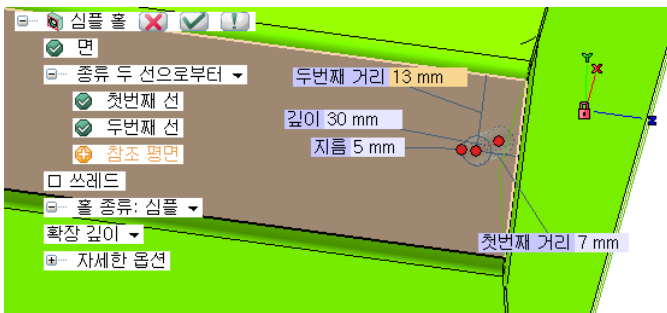 심플 홀
면
종류 두 선으로부터
첫번째 선
두번째 선
참조 평면
쓰레드
홀 종류: 심플
확장 깊이
자세한 옵션
두번째 거리 13 mm
깊이 30 mm
지름 5 mm
첫번째 거리 7 mm
Y
X
Z